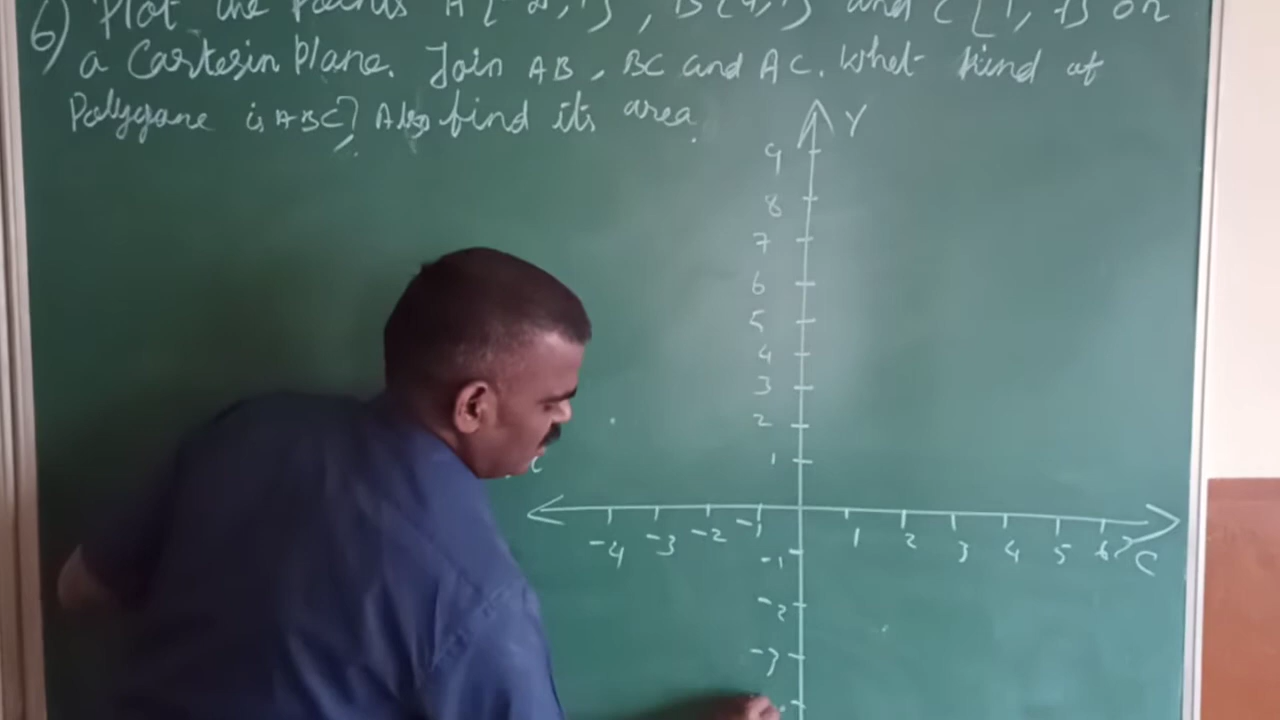 6) Plot the Points A (-2, 1), B (4, 1) and C (1, 7) on
a Cartesin Plane. Join AB, BC and AC. What kind of
Polygone is ABC? Also find its area.
Y
9
8
7
6
5
4
3
2
1
-4 -3 -2 -1 1 2 3 4 5 6
-1
-2
-3